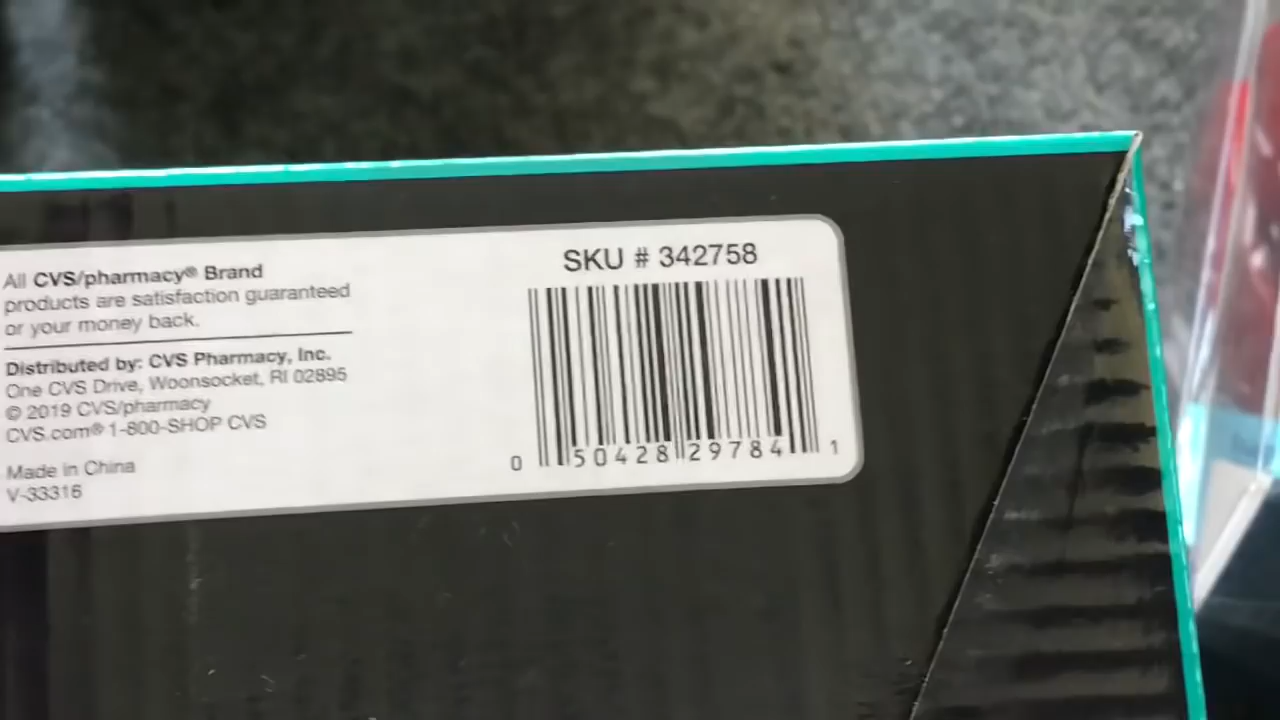 All CVS/pharmacy® Brand
products are satisfaction guaranteed
or your money back.
Distributed by: CVS Pharmacy, Inc.
One CVS Drive, Woonsocket, RI 02895
© 2019 CVS/pharmacy
CVS.com® 1-800-SHOP CVS
Made in China
V-33316
SKU # 342758
0 50428 29784 1